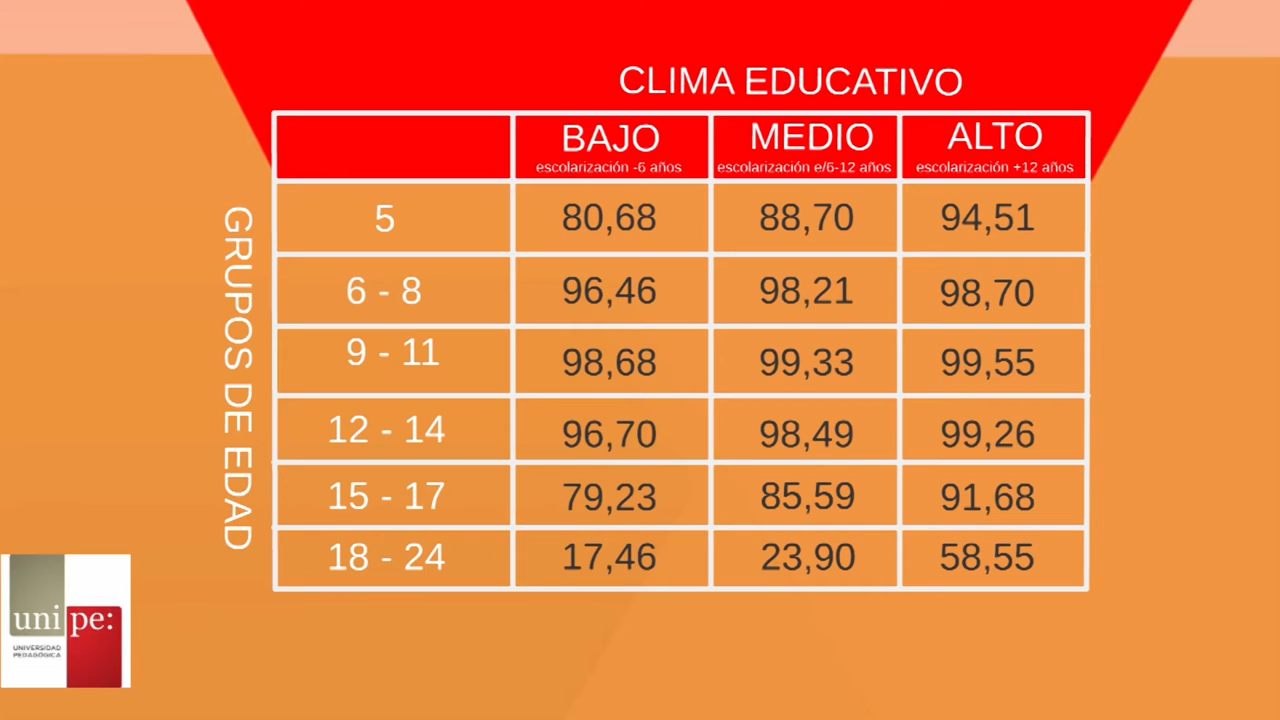 CLIMA EDUCATIVO
BAJO MEDIO ALTO
escolarización -6 años escolarización e/6-12 años escolarización +12 años
GRUPOS DE EDAD
5 80,68 88,70 94,51
6 - 8 96,46 98,21 98,70
9 - 11 98,68 99,33 99,55
12 - 14 96,70 98,49 99,26
15 - 17 79,23 85,59 91,68
18 - 24 17,46 23,90 58,55
unipe:
UNIVERSIDAD
PEDAGÓGICA